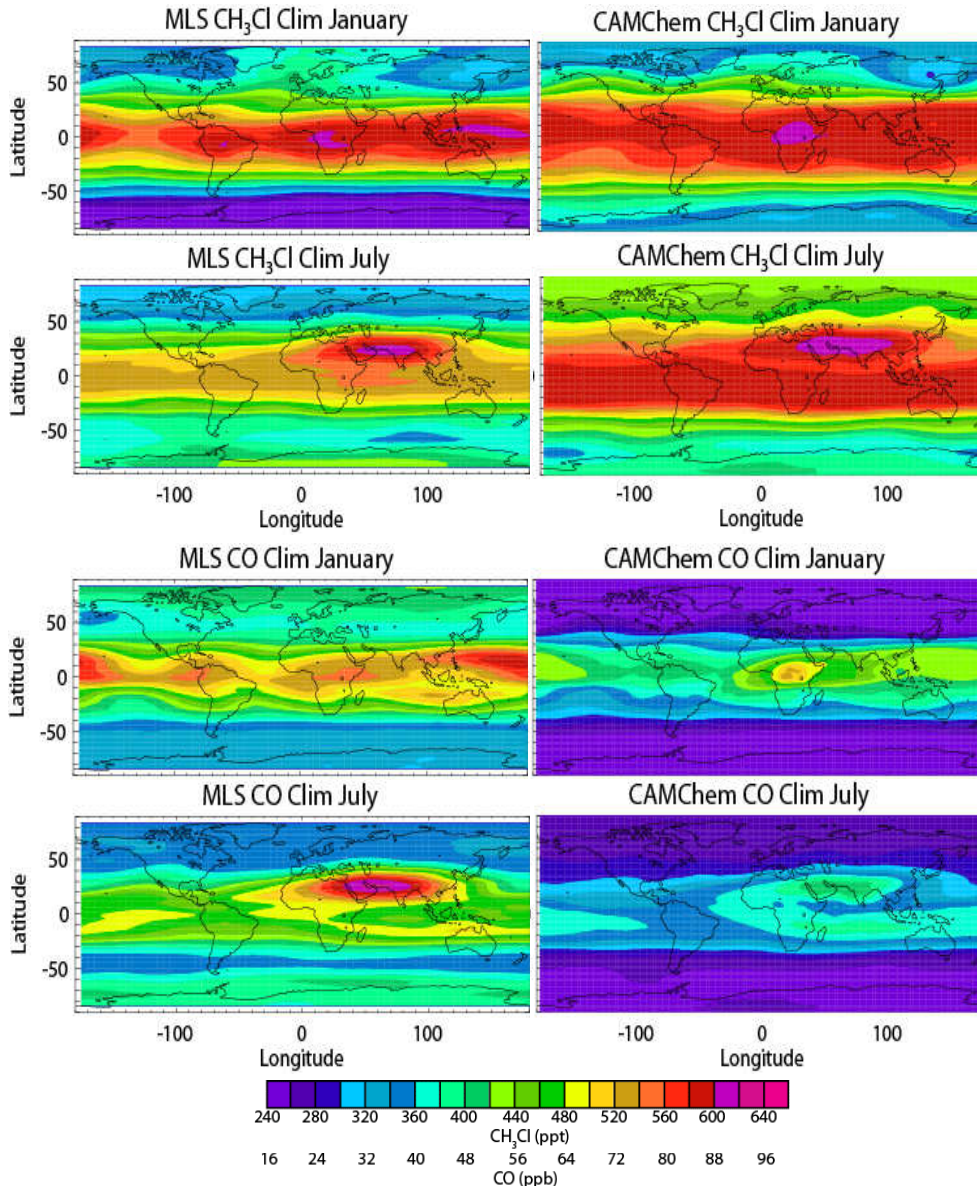 MLS CH₃Cl Clim January
CAMChem CH₃Cl Clim January
Latitude
50
0
-50
MLS CH₃Cl Clim July
CAMChem CH₃Cl Clim July
Latitude
50
0
-50
-100 0 100
Longitude
-100 0 100
Longitude
MLS CO Clim January
CAMChem CO Clim January
Latitude
50
0
-50
MLS CO Clim July
CAMChem CO Clim July
Latitude
50
0
-50
-100 0 100
Longitude
-100 0 100
Longitude
240 280 320 360 400 440 480 520 560 600 640
CH₃Cl (ppt)
16 24 32 40 48 56 64 72 80 88 96
CO (ppb)